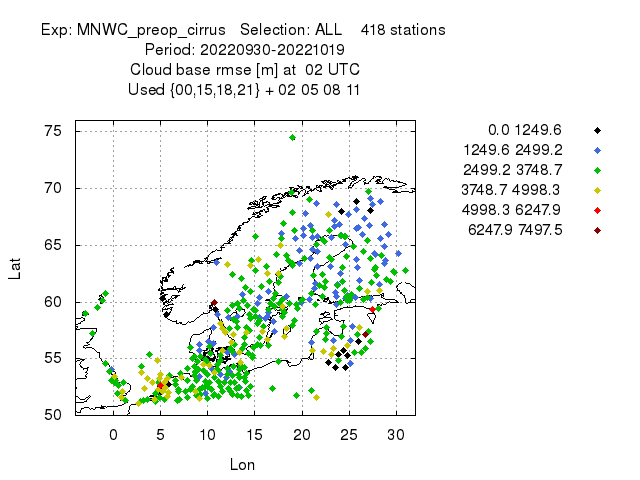 Exp: MNWC_preop_cirrus   Selection: ALL    418 stations
Period: 20220930-20221019
Cloud base rmse [m] at  02 UTC
Used {00,15,18,21} + 02 05 08 11
0.0 1249.6
1249.6 2499.2
2499.2 3748.7
3748.7 4998.3
4998.3 6247.9
6247.9 7497.5
75
70
65
60
55
50
Lat
0 5 10 15 20 25 30
Lon